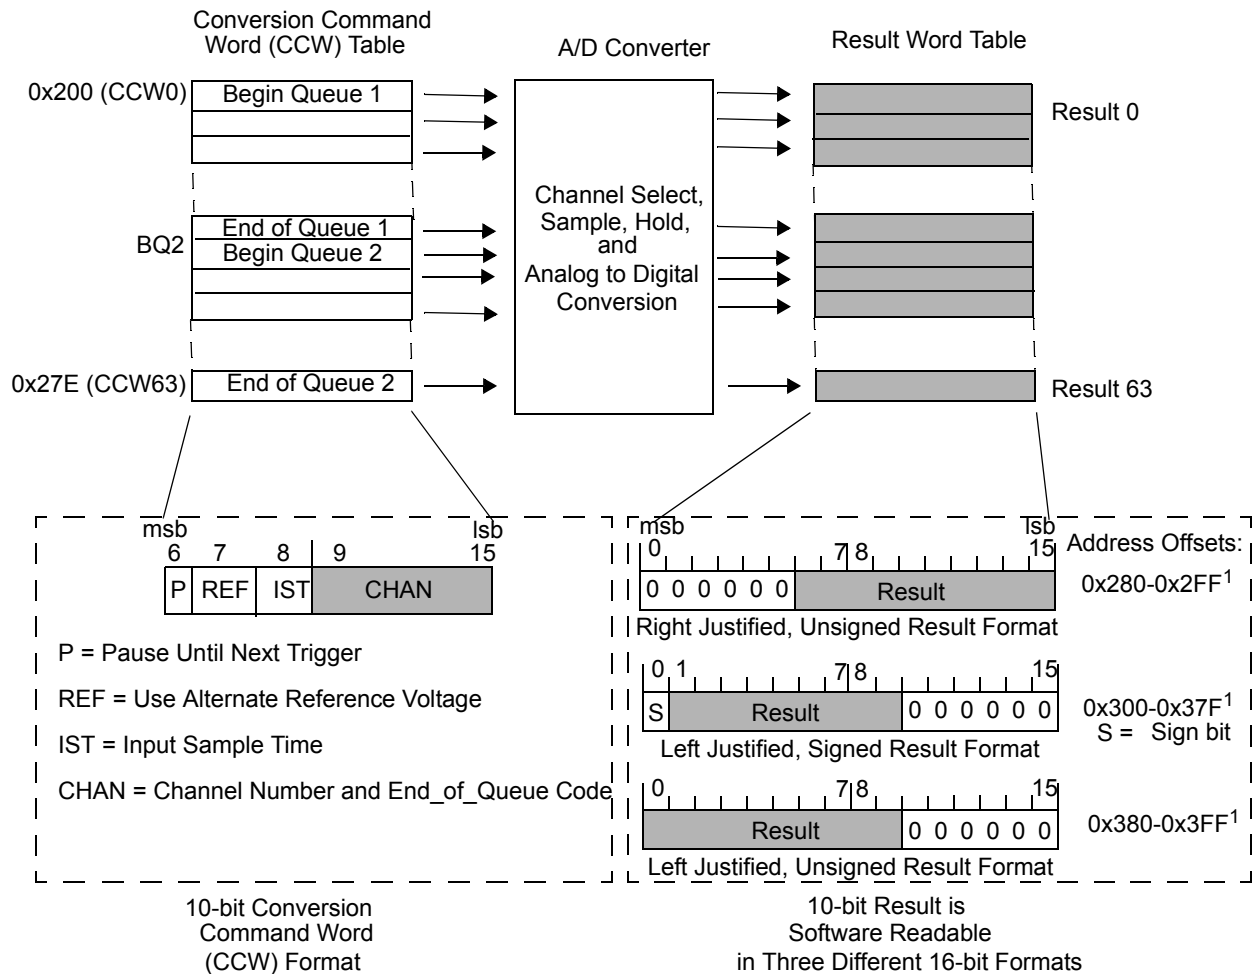 Conversion Command
Word (CCW) Table
A/D Converter
Result Word Table
0x200 (CCW0)
Begin Queue 1
Result 0
Channel Select,
Sample, Hold,
and
Analog to Digital
Conversion
End of Queue 1
BQ2
Begin Queue 2
0x27E (CCW63)
End of Queue 2
Result 63
msb
lsb
6 7 8 9 15
P REF IST CHAN
P = Pause Until Next Trigger
REF = Use Alternate Reference Voltage
IST = Input Sample Time
CHAN = Channel Number and End_of_Queue Code
10-bit Conversion
Command Word
(CCW) Format
msb
lsb
Address Offsets:
0 7 8 15
0 0 0 0 0 0 Result
0x280-0x2FF1
Right Justified, Unsigned Result Format
0 1 7 8 15
S Result 0 0 0 0 0 0
0x300-0x37F1
S = Sign bit
Left Justified, Signed Result Format
0 7 8 15
Result 0 0 0 0 0 0
0x380-0x3FF1
Left Justified, Unsigned Result Format
10-bit Result is
Software Readable
in Three Different 16-bit Formats